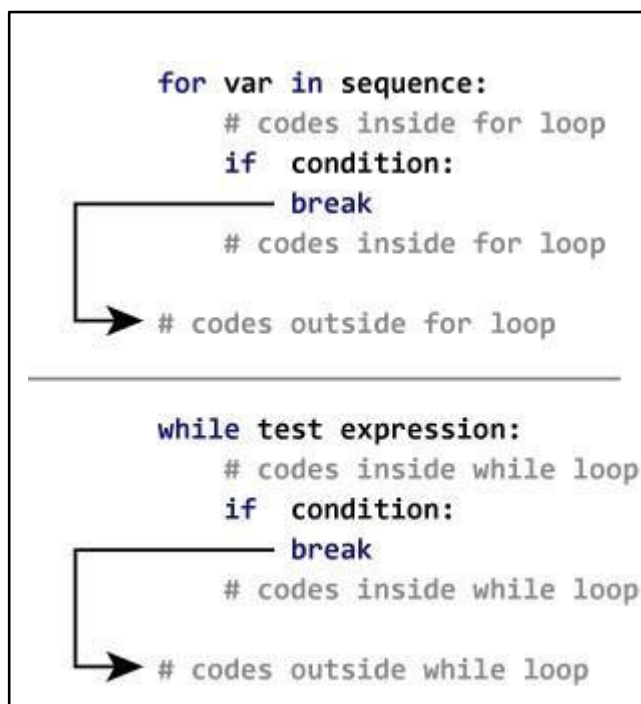 for var in sequence:
# codes inside for loop
if condition:
break
# codes inside for loop
# codes outside for loop
while test expression:
# codes inside while loop
if condition:
break
# codes inside while loop
# codes outside while loop